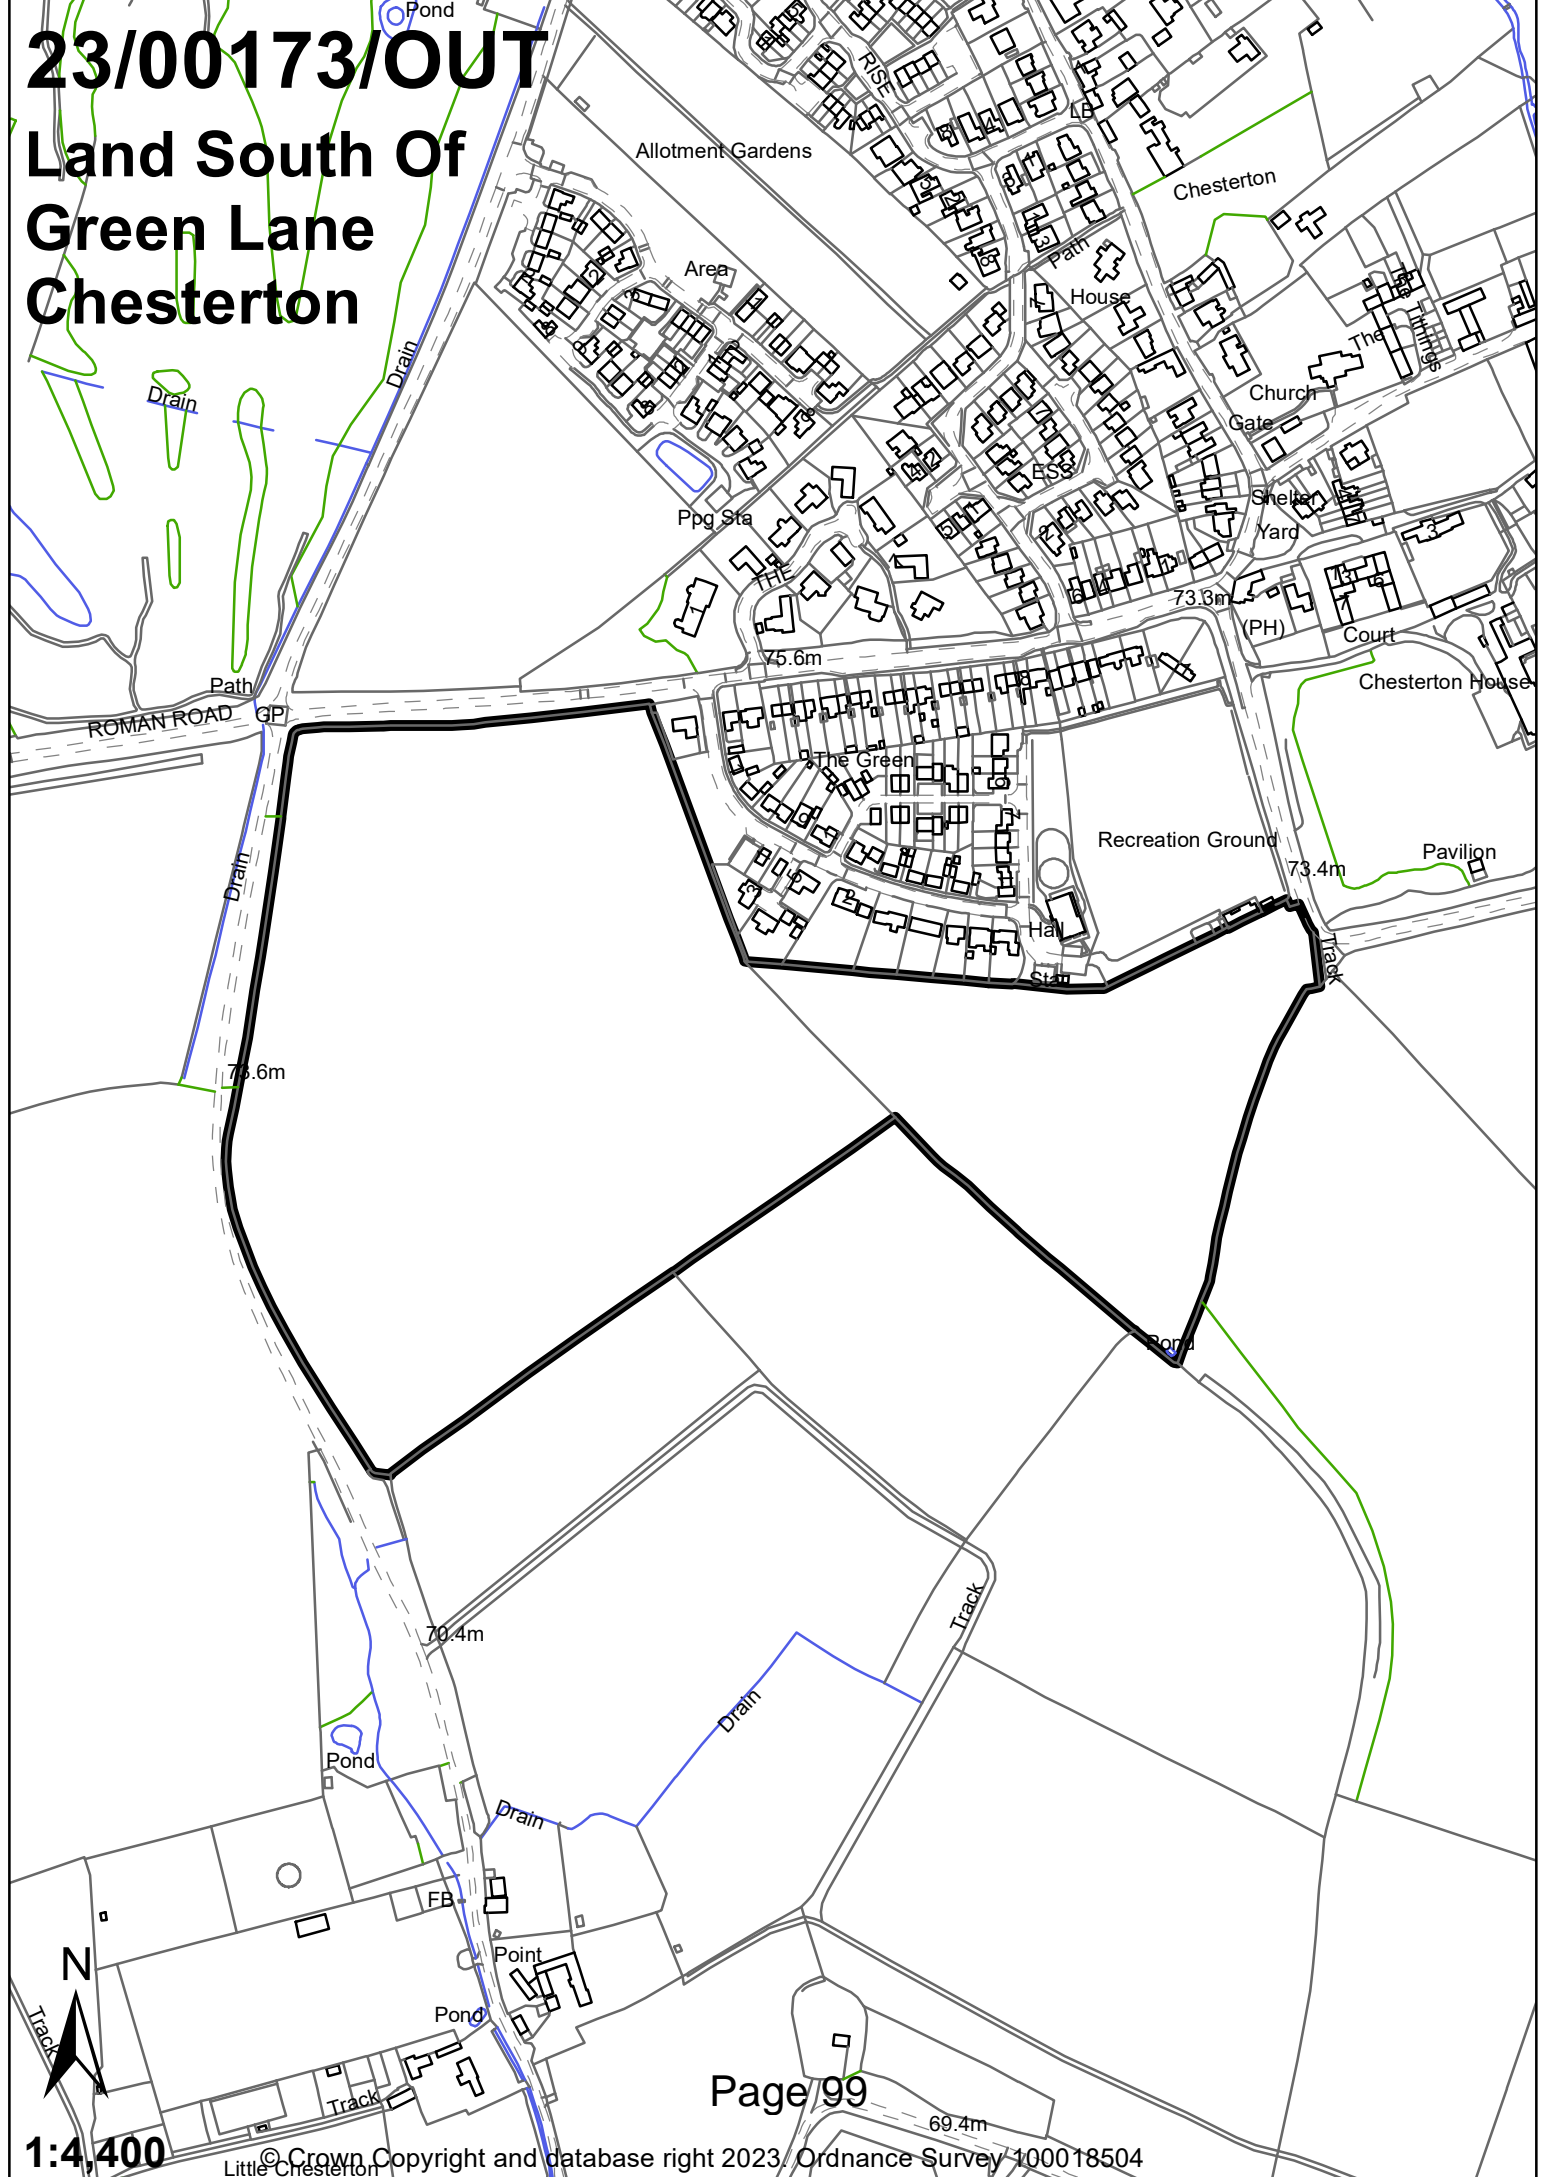 Pond
23/00173/OUT
Land South Of
Green Lane
Chesterton
RISE
LB
Allotment Gardens
Chesterton
Path
Area
House
The Tithings
The
Drain
Drain
Church
Gate
ESS
Shelter
Ppg Sta
Yard
THE
73.3m
(PH)
Court
75.6m
Path
Chesterton House
ROMAN ROAD
GP
The Green
Recreation Ground
Pavilion
73.4m
Drain
Hall
Track
Sta
73.6m
Pond
Track
70.4m
Drain
Pond
Drain
FB
Point
N
Pond
Track
Page 99
Track
69.4m
1:4,400
© Crown Copyright and database right 2023. Ordnance Survey 100018504
Little Chesterton